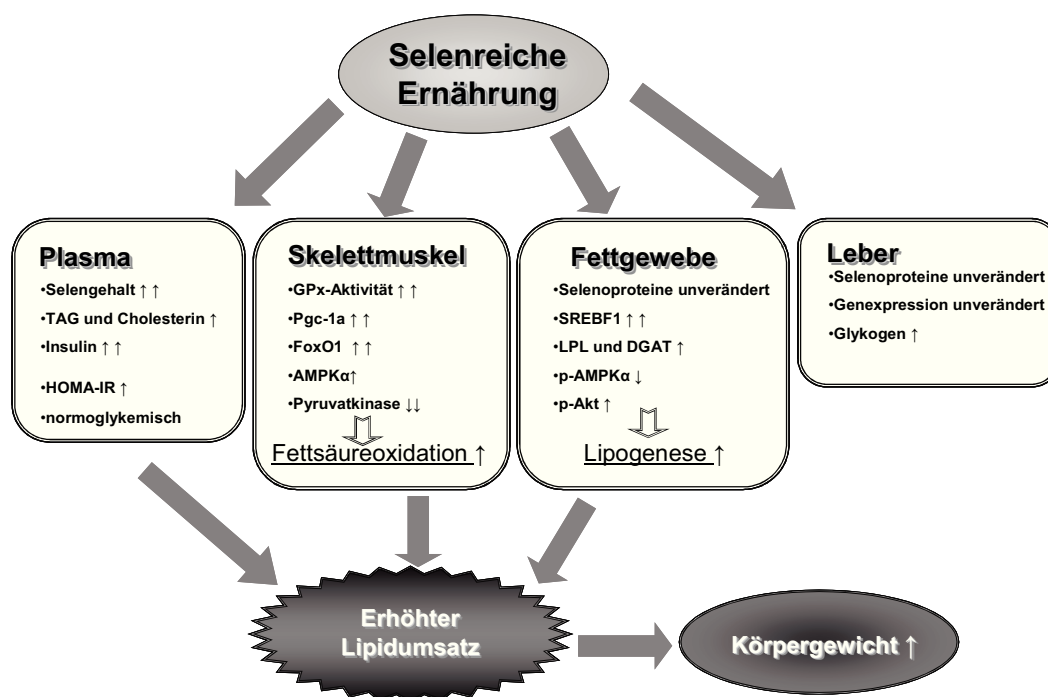 Selenreiche
Ernährung
Plasma
•Selengehalt ↑ ↑
•TAG und Cholesterin ↑
•Insulin ↑ ↑
•HOMA-IR ↑
•normoglykemisch
Skelettmuskel
•GPx-Aktivität ↑ ↑
•Pgc-1a ↑ ↑
•FoxO1 ↑ ↑
•AMPKα↑
•Pyruvatkinase ↓↓
Fettsäureoxidation ↑
Fettgewebe
•Selenoproteine unverändert
•SREBF1 ↑ ↑
•LPL und DGAT ↑
•p-AMPKα ↓
•p-Akt ↑
Lipogenese ↑
Leber
•Selenoproteine unverändert
•Genexpression unverändert
•Glykogen ↑
Erhöhter
Lipidumsatz
Körpergewicht ↑